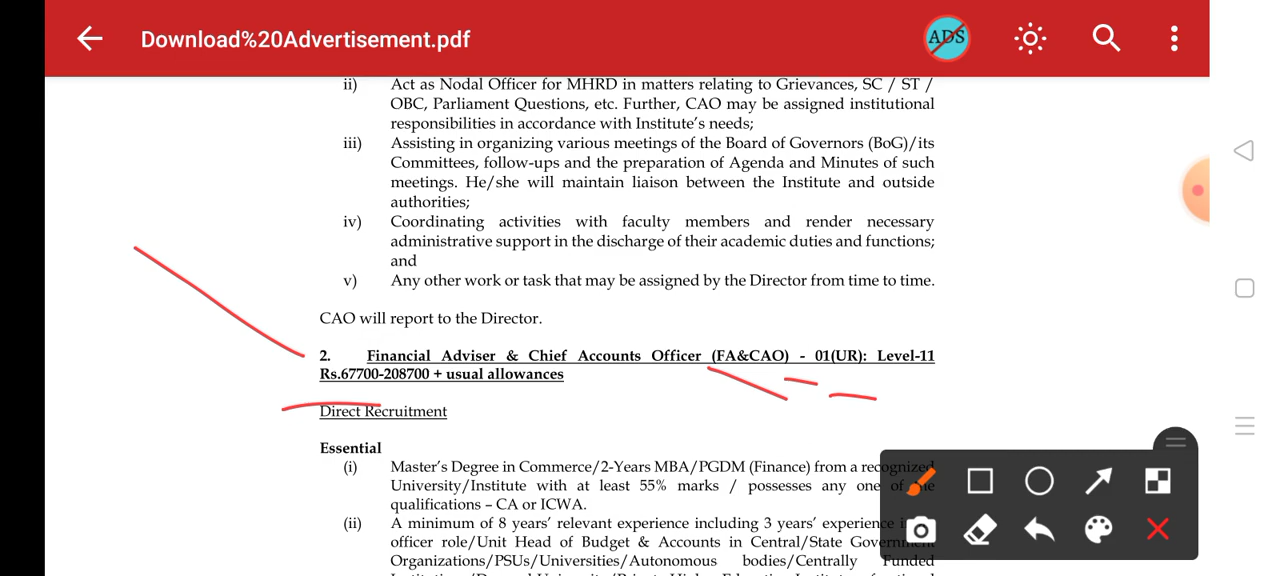 Download%20Advertisement.pdf
ADS
ii) Act as Nodal Officer for MHRD in matters relating to Grievances, SC / ST /
OBC, Parliament Questions, etc. Further, CAO may be assigned institutional
responsibilities in accordance with Institute's needs;
iii) Assisting in organizing various meetings of the Board of Governors (BoG)/its
Committees, follow-ups and the preparation of Agenda and Minutes of such
meetings. He/she will maintain liaison between the Institute and outside
authorities;
iv) Coordinating activities with faculty members and render necessary
administrative support in the discharge of their academic duties and functions;
and
v) Any other work or task that may be assigned by the Director from time to time.
CAO will report to the Director.
2. Financial Adviser & Chief Accounts Officer (FA&CAO) - 01(UR): Level-11
Rs.67700-208700 + usual allowances
Direct Recruitment
Essential
(i) Master's Degree in Commerce/2-Years MBA/PGDM (Finance) from a recognized
University/Institute with at least 55% marks / possesses any one of the
qualifications – CA or ICWA.
(ii) A minimum of 8 years' relevant experience including 3 years' experience
officer role/Unit Head of Budget & Accounts in Central/State Government
Organizations/PSUs/Universities/Autonomous bodies/Centrally Funded